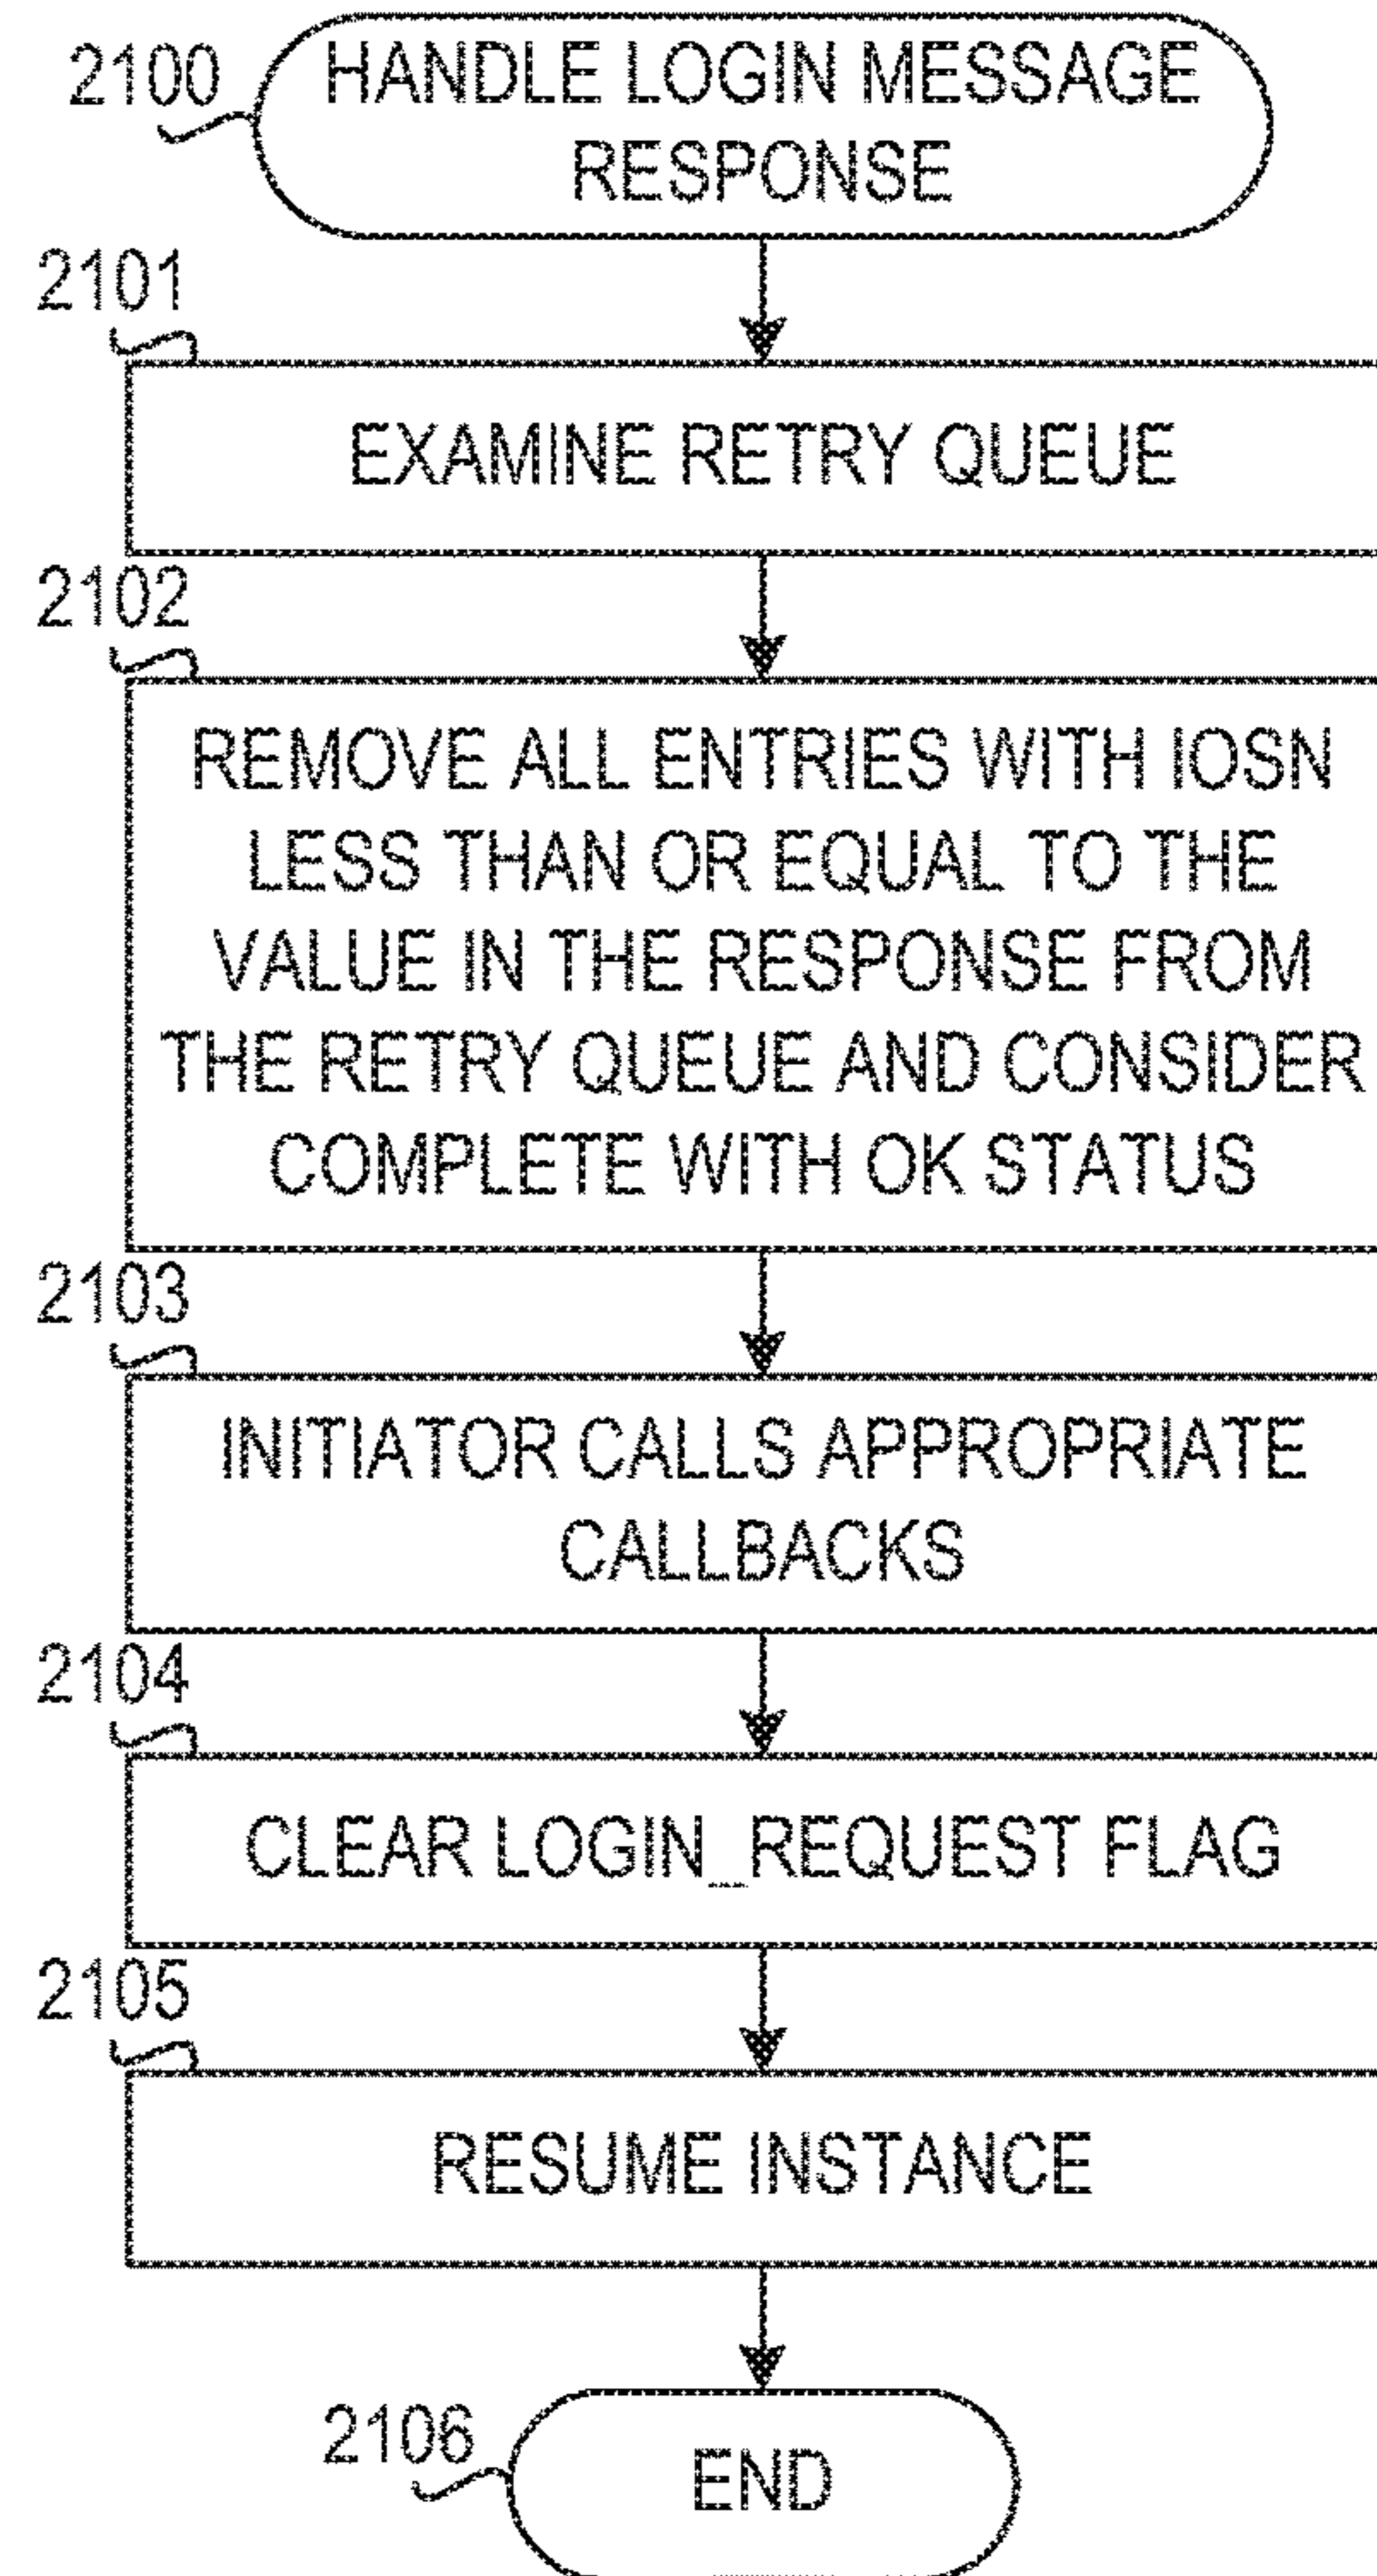 2100
HANDLE LOGIN MESSAGE
RESPONSE
2101
EXAMINE RETRY QUEUE
2102
REMOVE ALL ENTRIES WITH IOSN
LESS THAN OR EQUAL TO THE
VALUE IN THE RESPONSE FROM
THE RETRY QUEUE AND CONSIDER
COMPLETE WITH OK STATUS
2103
INITIATOR CALLS APPROPRIATE
CALLBACKS
2104
CLEAR LOGIN_REQUEST FLAG
2105
RESUME INSTANCE
2106
END